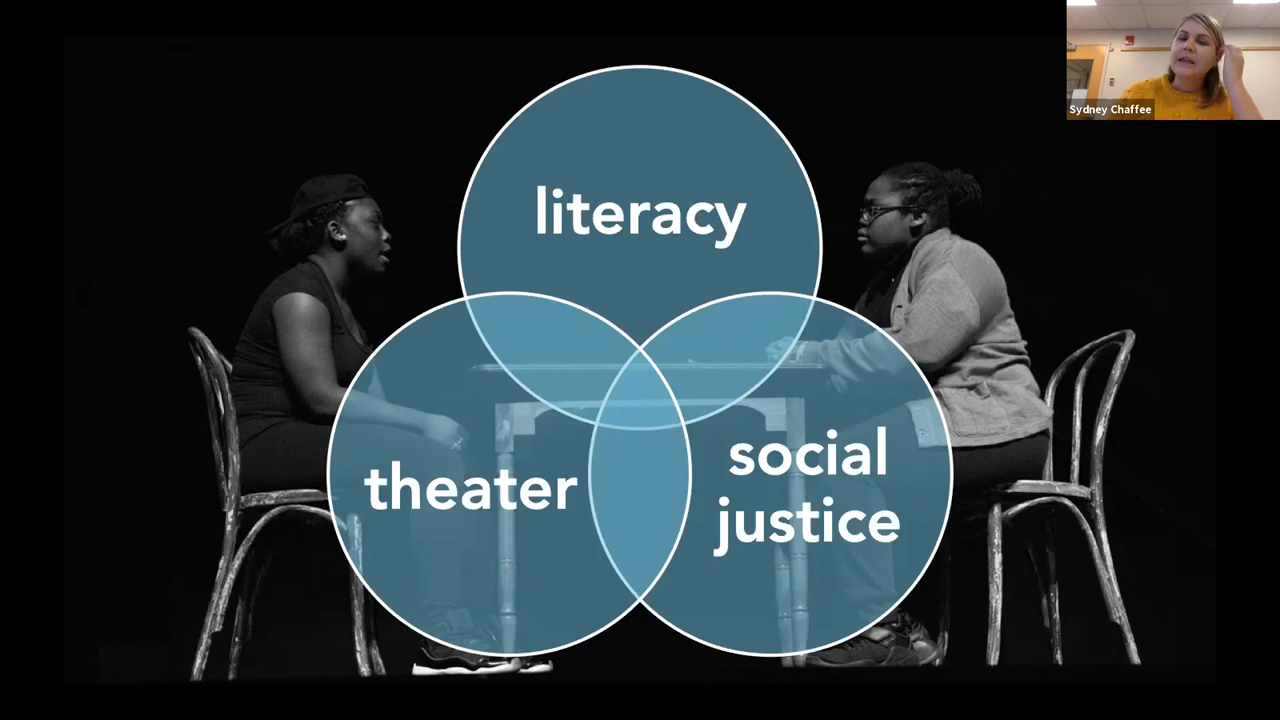 Sydney Chaffee
literacy
theater
social
justice